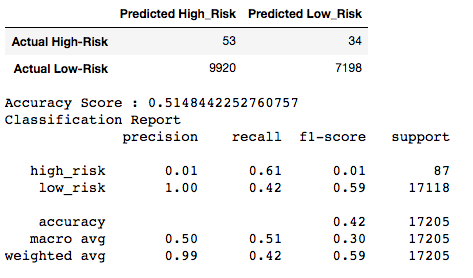 Predicted High_Risk Predicted Low_Risk
Actual High-Risk 53 34
Actual Low-Risk 9920 7198
Accuracy Score : 0.5148442252760757
Classification Report
precision recall f1-score support
high_risk 0.01 0.61 0.01 87
low_risk 1.00 0.42 0.59 17118
accuracy 0.42 17205
macro avg 0.50 0.51 0.30 17205
weighted avg 0.99 0.42 0.59 17205